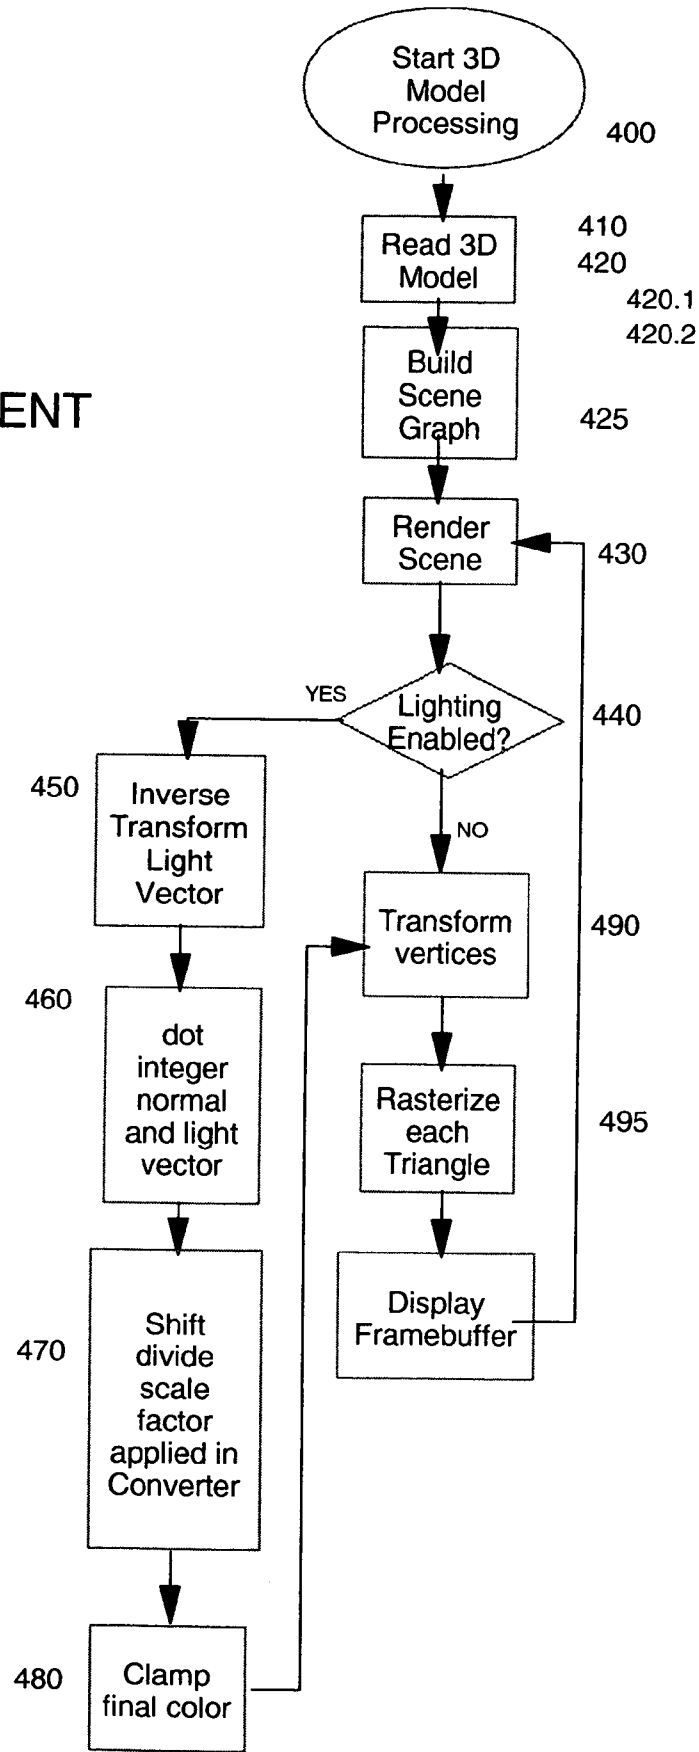 Start 3D
Model
Processing
400
410
Read 3D
Model
420
420.1
420.2
Build
Scene
Graph
ENT
425
Render
Scene
430
YES
Lighting
Enabled?
440
450
Inverse
Transform
Light
Vector
NO
Transform
vertices
490
460
dot
integer
normal
and light
vector
Rasterize
each
Triangle
495
470
Shift
divide
scale
factor
applied in
Converter
Display
Framebuffer
480
Clamp
final color